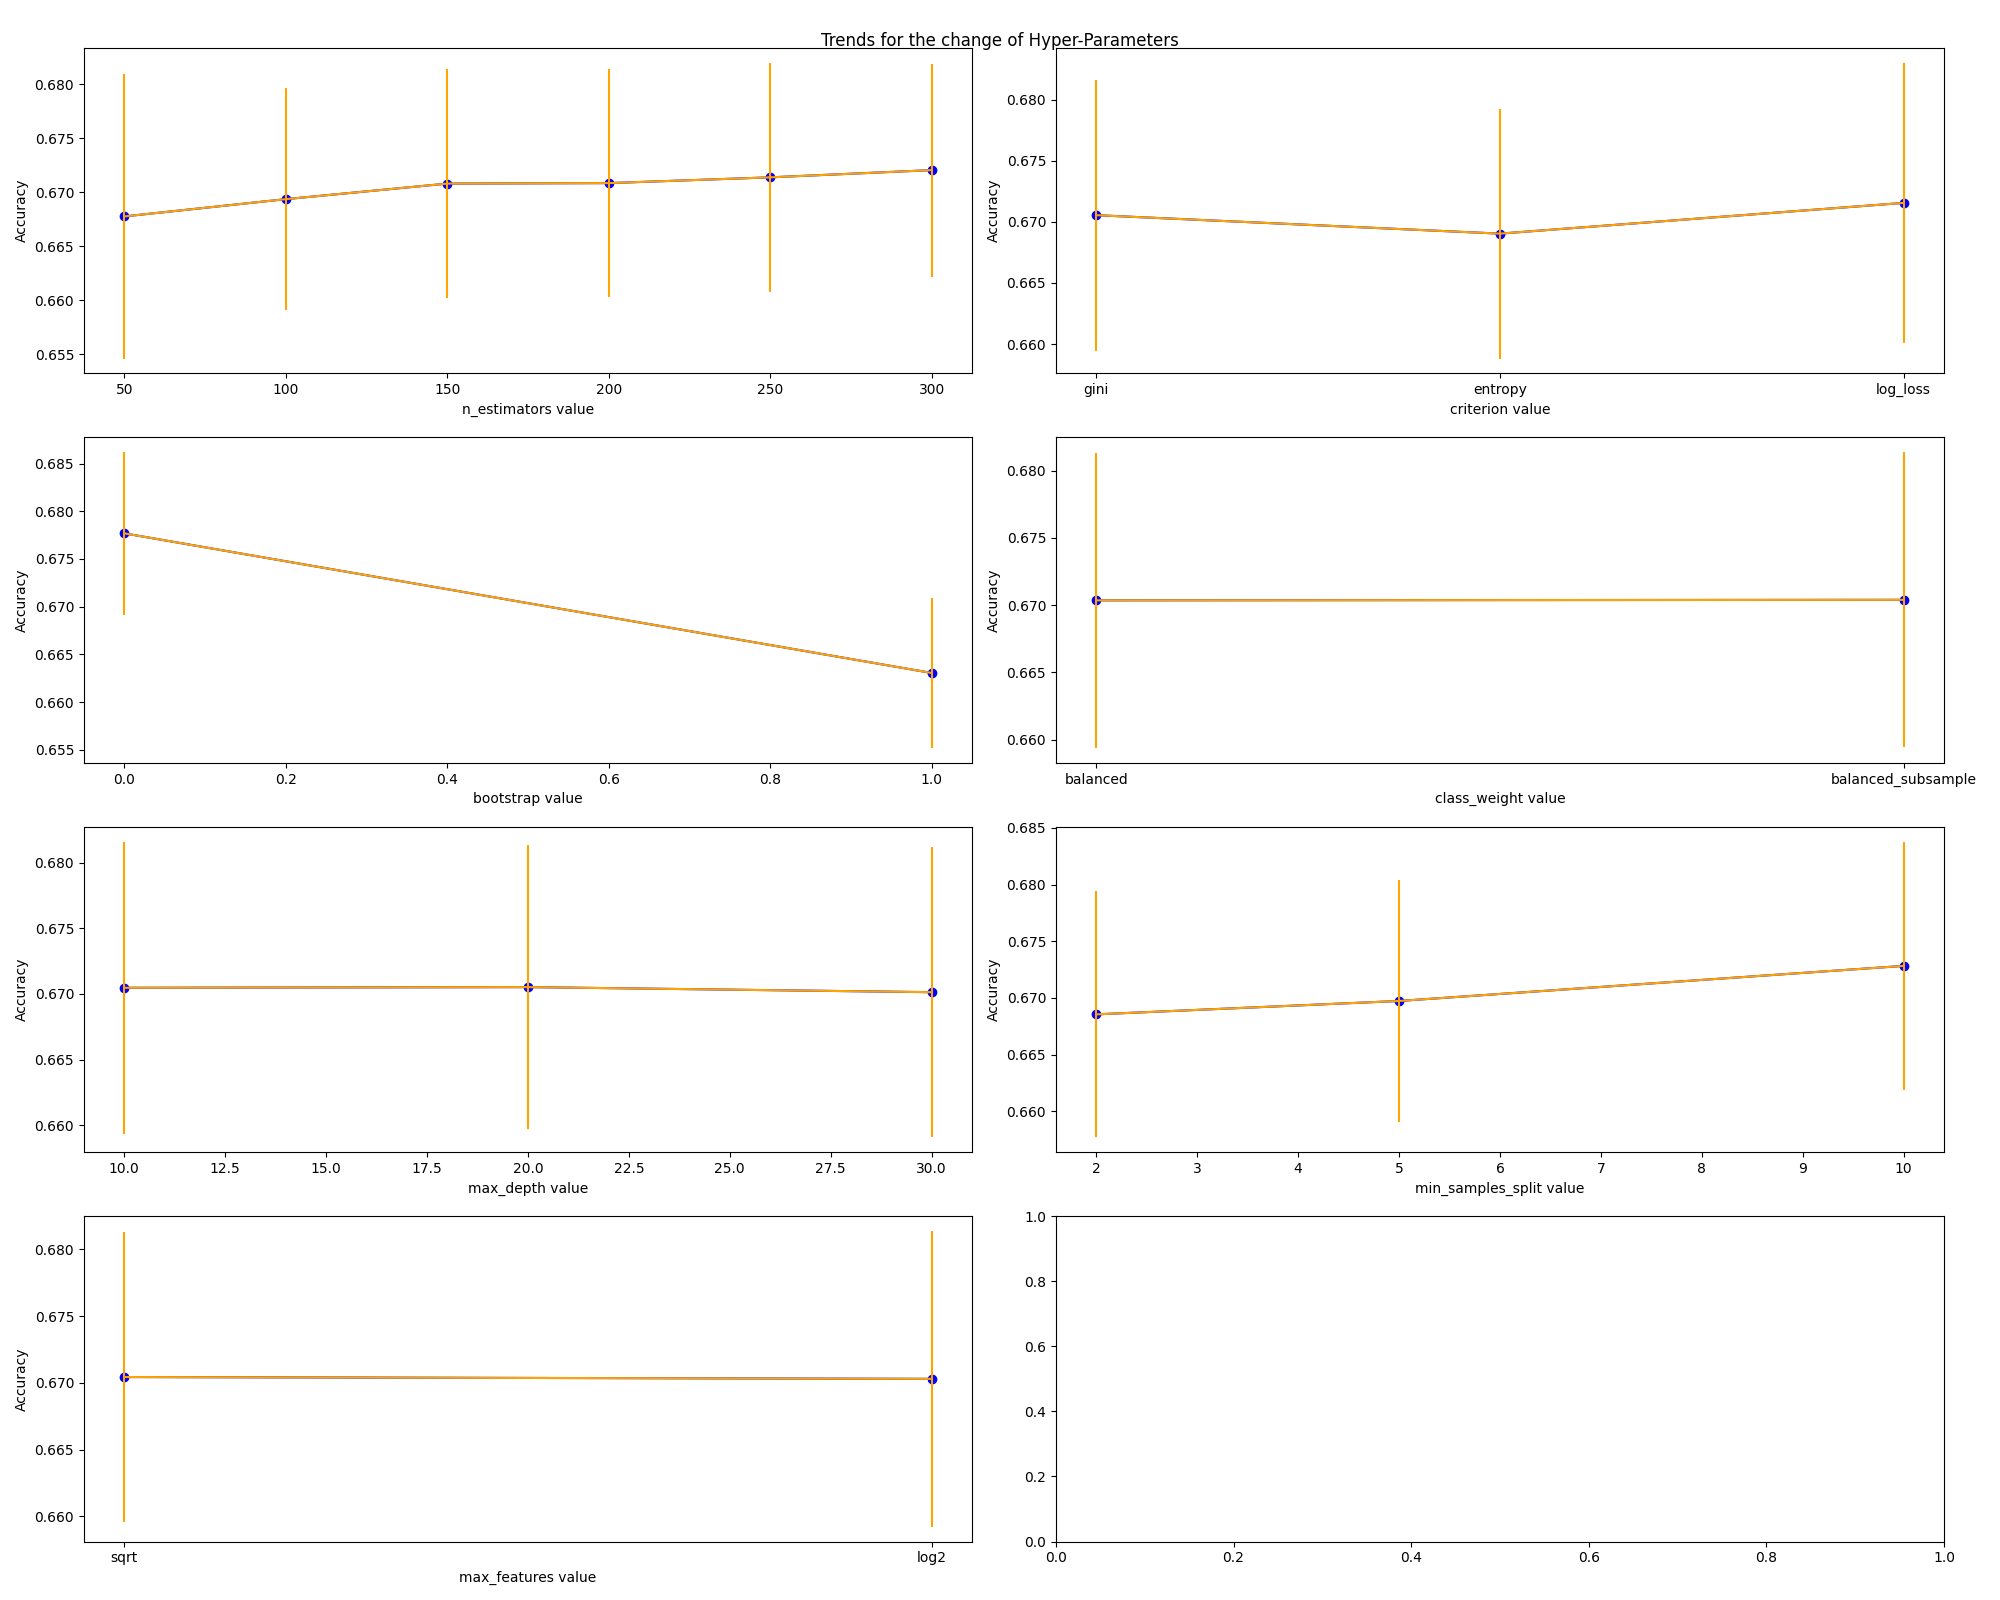 Trends for the change of Hyper-Parameters
0.680
0.675
0.670
0.665
0.660
0.655
Accuracy
50 100 150 200 250 300
n_estimators value
0.680
0.675
0.670
0.665
0.660
Accuracy
gini entropy log_loss
criterion value
0.685
0.680
0.675
0.670
0.665
0.660
0.655
Accuracy
0.0 0.2 0.4 0.6 0.8 1.0
bootstrap value
0.680
0.675
0.670
0.665
0.660
Accuracy
balanced balanced_subsample
class_weight value
0.680
0.675
0.670
0.665
0.660
Accuracy
10.0 12.5 15.0 17.5 20.0 22.5 25.0 27.5 30.0
max_depth value
0.685
0.680
0.675
0.670
0.665
0.660
Accuracy
2 3 4 5 6 7 8 9 10
min_samples_split value
0.680
0.675
0.670
0.665
0.660
Accuracy
sqrt log2
max_features value
1.0
0.8
0.6
0.4
0.2
0.0
0.0 0.2 0.4 0.6 0.8 1.0